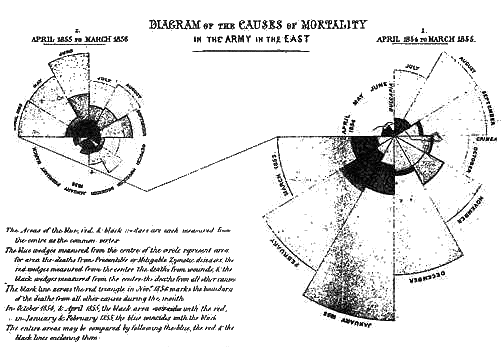 DIAGRAM OF THE CAUSES OF MORTALITY
IN THE ARMY IN THE EAST
2.
APRIL 1855 TO MARCH 1856
1.
APRIL 1854 TO MARCH 1855.
JUNE
MAY
JULY
AUGUST
JANUARY
1856
APRIL
1854
MAY
JUNE
JULY
AUGUST
SEPTEMBER
CRIMEA
OCTOBER
NOVEMBER
DECEMBER
JANUARY 1855
FEBRUARY
MARCH 1855
BULGARIA
The Areas of the blue, red, & black wedges are each measured from
the centre as the common vertex
The blue wedges measured from the centre of the circle represent area
for area the deaths from Preventible or Mitigable Zymotic diseases, the
red wedges measured from the centre the deaths from wounds, & the
black wedges measured from the centre the deaths from all other causes
The black line across the red triangle in Nov. 1854 marks the boundary
of the deaths from all other causes during the month
In October 1854, & April 1855, the black area coincides with the red,
in January & February 1855, the blue coincides with the black
The entire areas may be compared by following the blue, the red & the
black lines enclosing them.